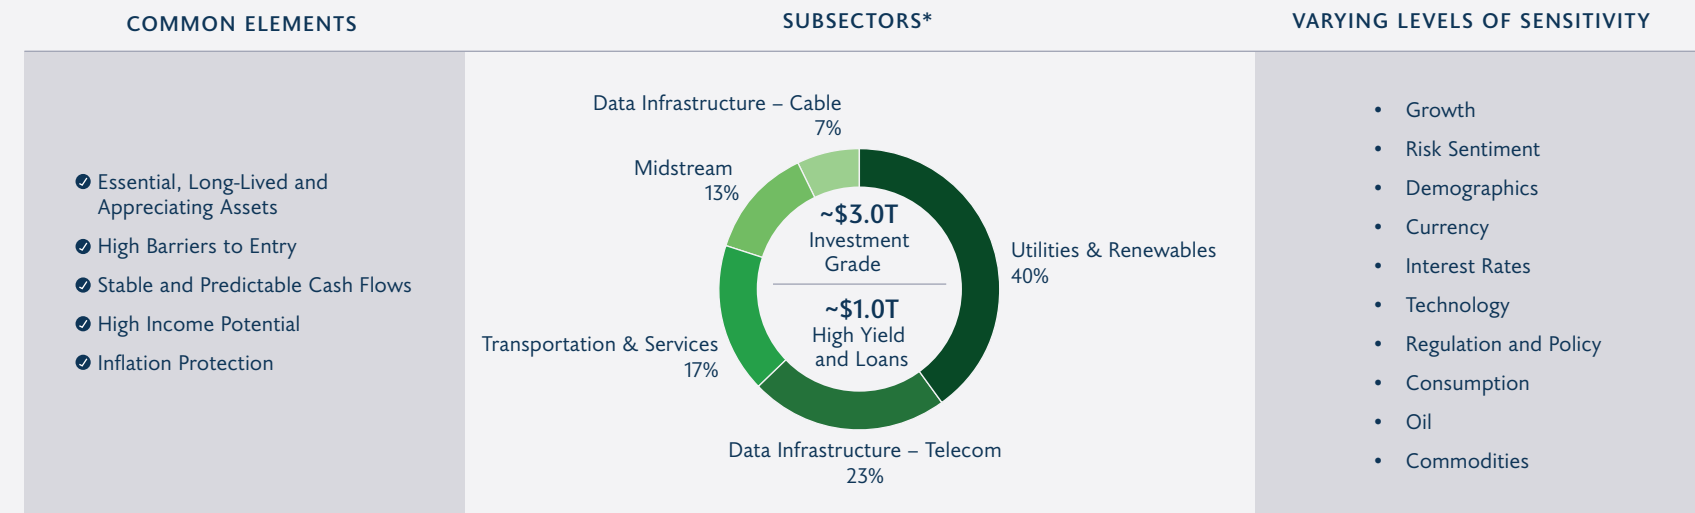 COMMON ELEMENTS
Essential, Long-Lived and
Appreciating Assets
High Barriers to Entry
Stable and Predictable Cash Flows
High Income Potential
Inflation Protection
SUBSECTORS*
Data Infrastructure – Cable
7%
Midstream
13%
~$3.0T
Investment
Grade
Utilities & Renewables
40%
~$1.0T
High Yield
and Loans
Transportation & Services
17%
Data Infrastructure – Telecom
23%
VARYING LEVELS OF SENSITIVITY
• Growth
• Risk Sentiment
• Demographics
• Currency
• Interest Rates
• Technology
• Regulation and Policy
• Consumption
• Oil
• Commodities